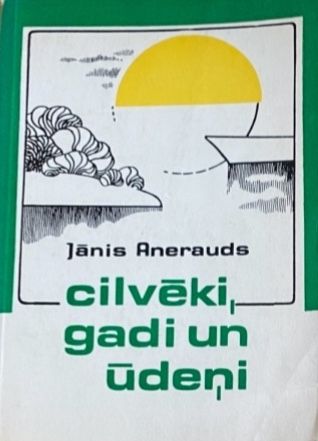 Jānis Anerauds
cilvēki,
gadi un
ūdeņi